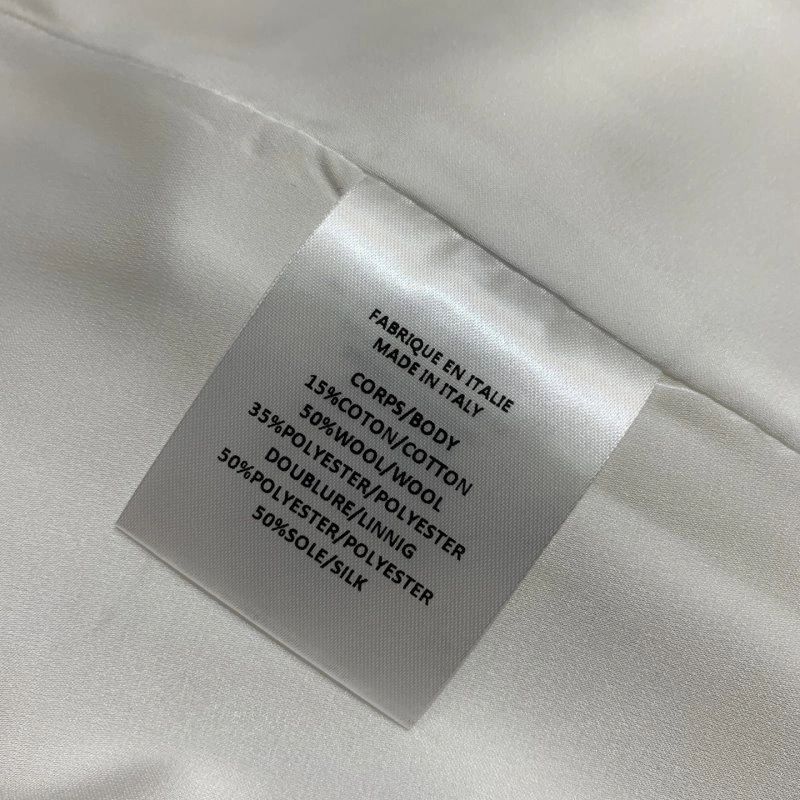 FABRIQUE EN ITALIE
MADE IN ITALY
CORPS/BODY
15%COTON/COTTON
50%WOOL/WOOL
35%POLYESTER/POLYESTER
DOUBLURE/LINNIG
50%POLYESTER/POLYESTER
50%SOLE/SILK